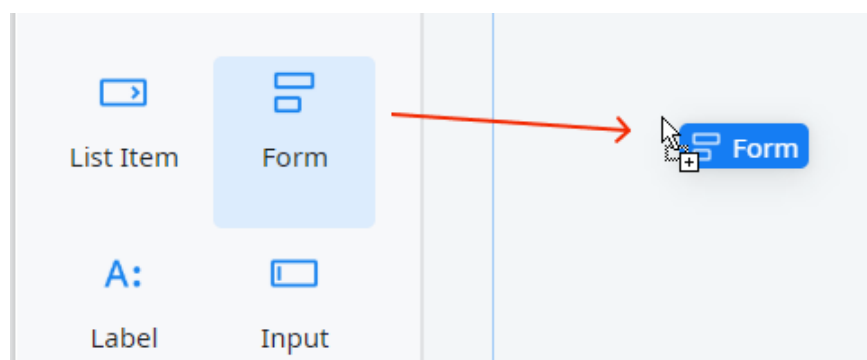 List Item
Form
Form
A:
Label
Input